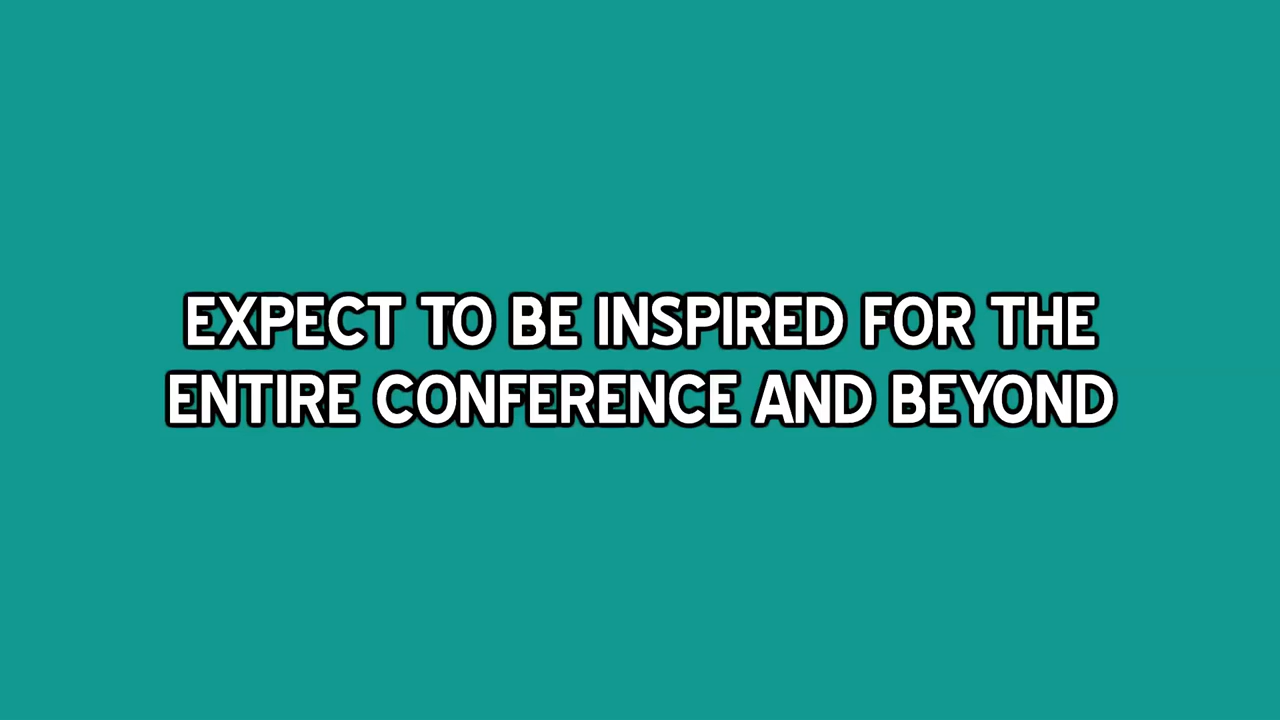 EXPECT TO BE INSPIRED FOR THE
ENTIRE CONFERENCE AND BEYOND